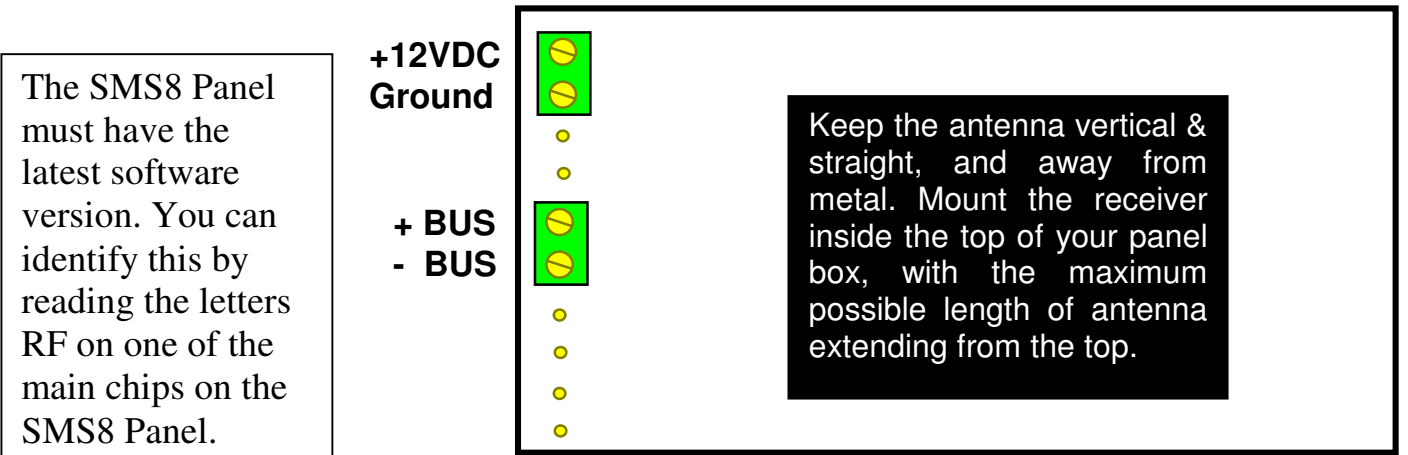 The SMS8 Panel
must have the
latest software
version. You can
identify this by
reading the letters
RF on one of the
main chips on the
SMS8 Panel.
+12VDC
Ground
+ BUS
- BUS
Keep the antenna vertical &
straight, and away from
metal. Mount the receiver
inside the top of your panel
box, with the maximum
possible length of antenna
extending from the top.